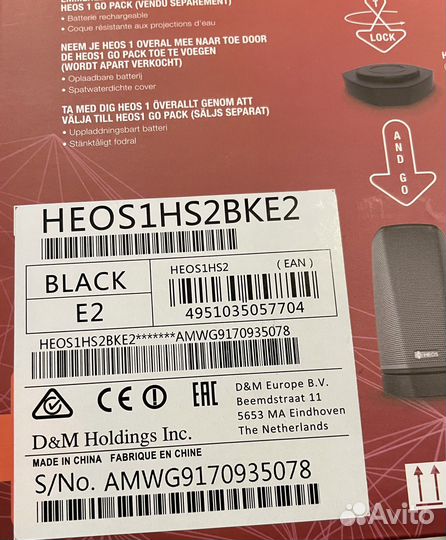 HEOS 1 GO PACK (VENDU SÉPARÉMENT)
• Batterie rechargeable
• Coque résistante aux projections d'eau
NEEM JE HEOS 1 OVERAL MEE NAAR TOE DOOR
DE HEOS1 GO PACK TOE TE VOEGEN
(WORDT APART VERKOCHT)
• Oplaadbare batterij
• Spatwaterdichte cover
TA MED DIG HEOS 1 ÖVERALLT GENOM ATT
VÄLJA TILL HEOS1 GO PACK (SÄLJS SEPARAT)
• Uppladdningsbart batteri
• Stänktåligt fodral
T
LOCK
AND
GO
HEOS
HEOS1HS2BKE2
BLACK
E2
HEOS1HS2 (EAN)
4951035057704
HEOS1HS2BKE2*******AMWG9170935078
CE
EAC
D&M Europe B.V.
Beemdstraat 11
5653 MA Eindhoven
The Netherlands
D&M Holdings Inc.
MADE IN CHINA FABRIQUE EN CHINE
S/No. AMWG9170935078
Avito